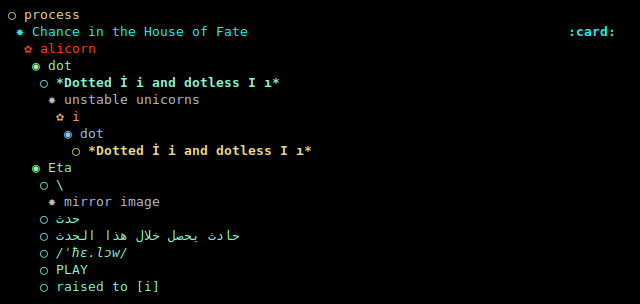 ○ process
✸ Chance in the House of Fate :card:
✿ alicorn
◉ dot
○ *Dotted İ i and dotless I ı*
✸ unstable unicorns
✿ i
◉ dot
○ *Dotted İ i and dotless I ı*
◉ Eta
○ \
✸ mirror image
○ حدث
○ حادث يحصل خلال هذا الحدث
○ /ˈħɛ.lɔw/
○ PLAY
○ raised to [i]